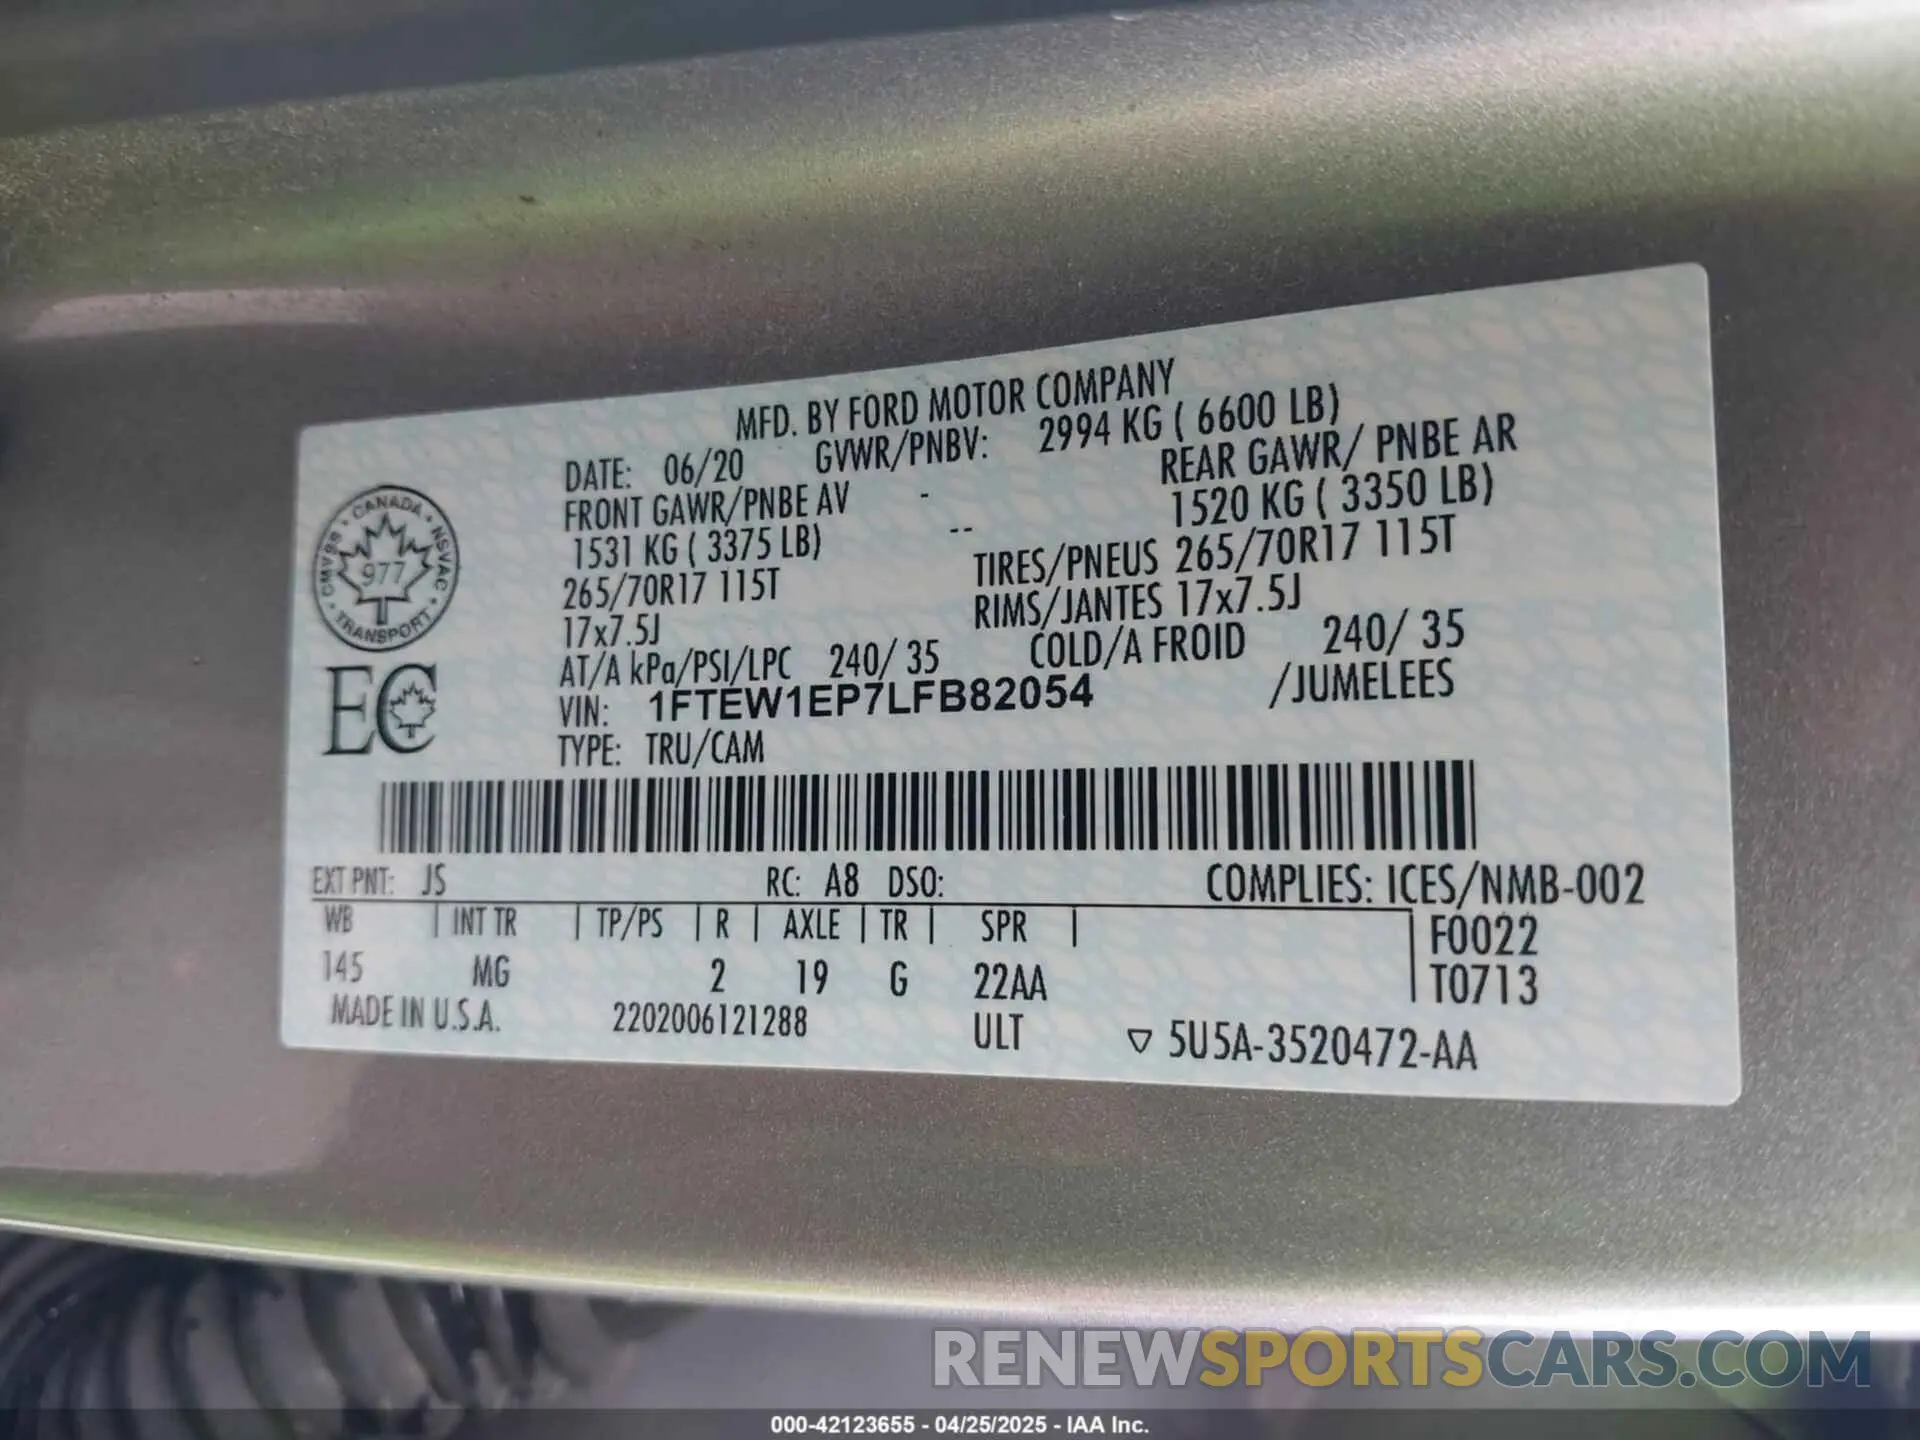 MFD. BY FORD MOTOR COMPANY
DATE: 06/20 GVWR/PNBV: 2994 KG ( 6600 LB)
FRONT GAWR/PNBE AV - REAR GAWR/ PNBE AR
1531 KG ( 3375 LB) -- 1520 KG ( 3350 LB)
265/70R17 115T TIRES/PNEUS 265/70R17 115T
17x7.5J RIMS/JANTES 17x7.5J
AT/A kPa/PSI/LPC 240/ 35 COLD/A FROID 240/ 35
VIN: 1FTEW1EP7LFB82054 /JUMELEES
TYPE: TRU/CAM
CANADA • NSVAC • TRANSPORT • CMVSS •
977
EC
EXT PNT: JS RC: A8 DSO: COMPLIES: ICES/NMB-002
WB | INT TR | TP/PS | R | AXLE | TR | SPR | F0022
145 MG 2 19 G 22AA T0713
MADE IN U.S.A. 2202006121288 ULT ▽ 5U5A-3520472-AA
RENEWSPORTSCARS.COM
000-42123655 - 04/25/2025 - IAA Inc.